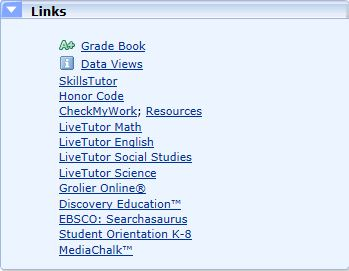 Links
A+ Grade Book
i Data Views
SkillsTutor
Honor Code
CheckMyWork; Resources
LiveTutor Math
LiveTutor English
LiveTutor Social Studies
LiveTutor Science
Grolier Online®
Discovery Education™
EBSCO: Searchasaurus
Student Orientation K-8
MediaChalk™